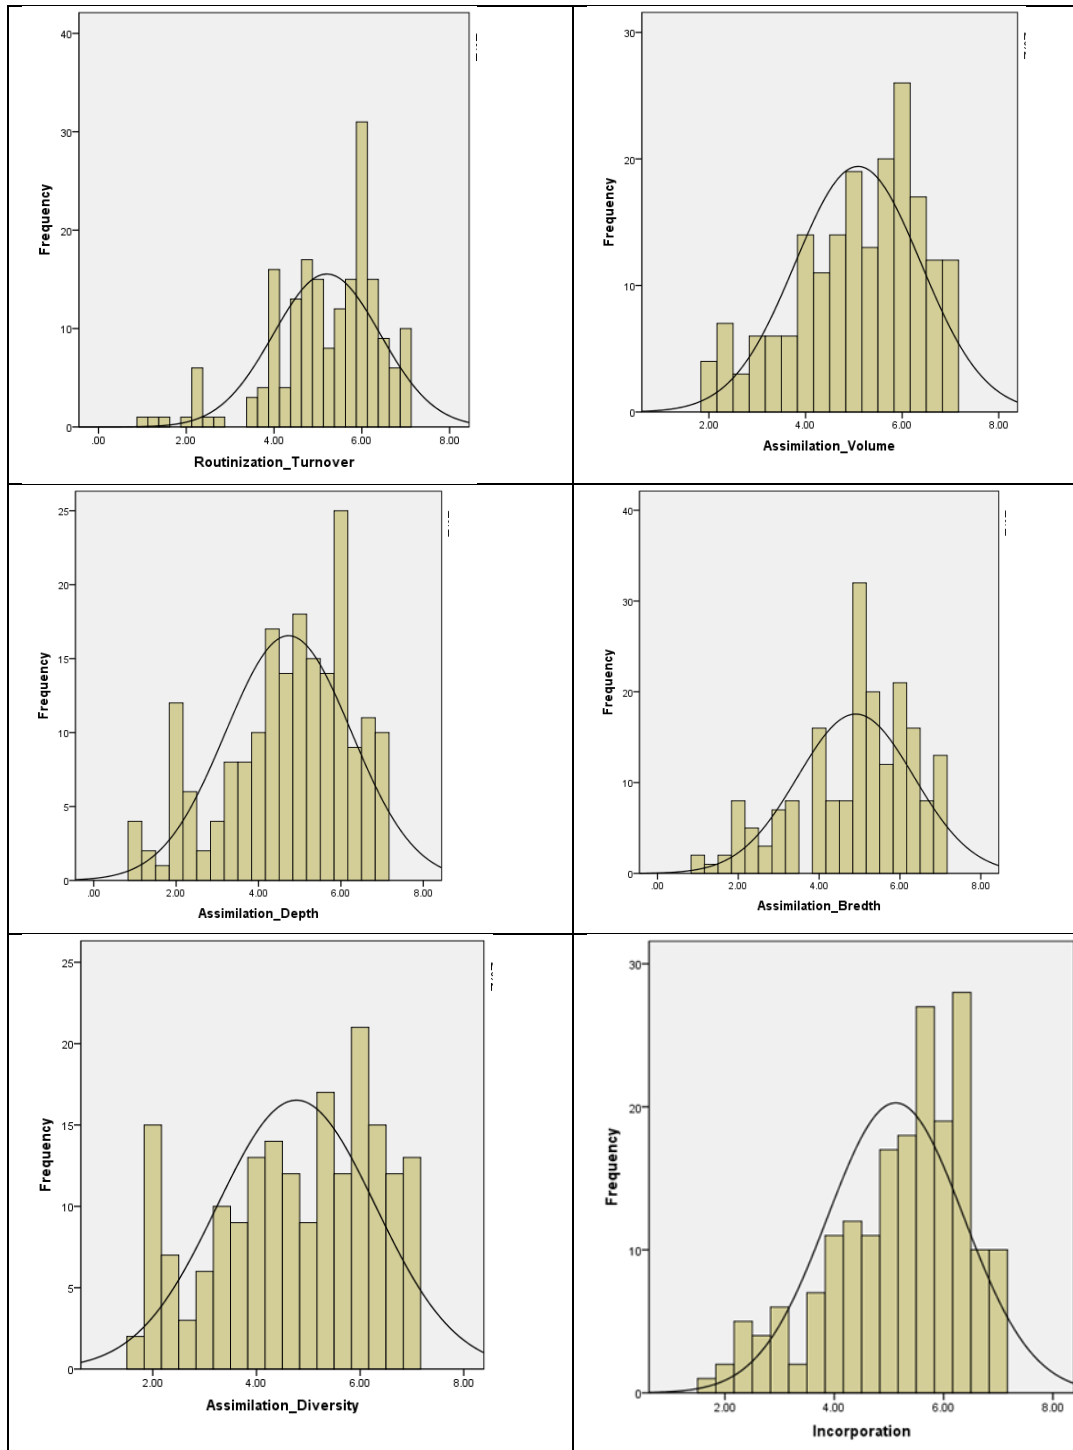 40
30
20
10
0
Frequency
.00 2.00 4.00 6.00 8.00
Routinization_Turnover
30
20
10
0
Frequency
2.00 4.00 6.00 8.00
Assimilation_Volume
25
20
15
10
5
0
Frequency
.00 2.00 4.00 6.00 8.00
Assimilation_Depth
40
30
20
10
0
Frequency
.00 2.00 4.00 6.00 8.00
Assimilation_Bredth
25
20
15
10
5
0
Frequency
2.00 4.00 6.00 8.00
Assimilation_Diversity
30
20
10
0
Frequency
2.00 4.00 6.00 8.00
Incorporation